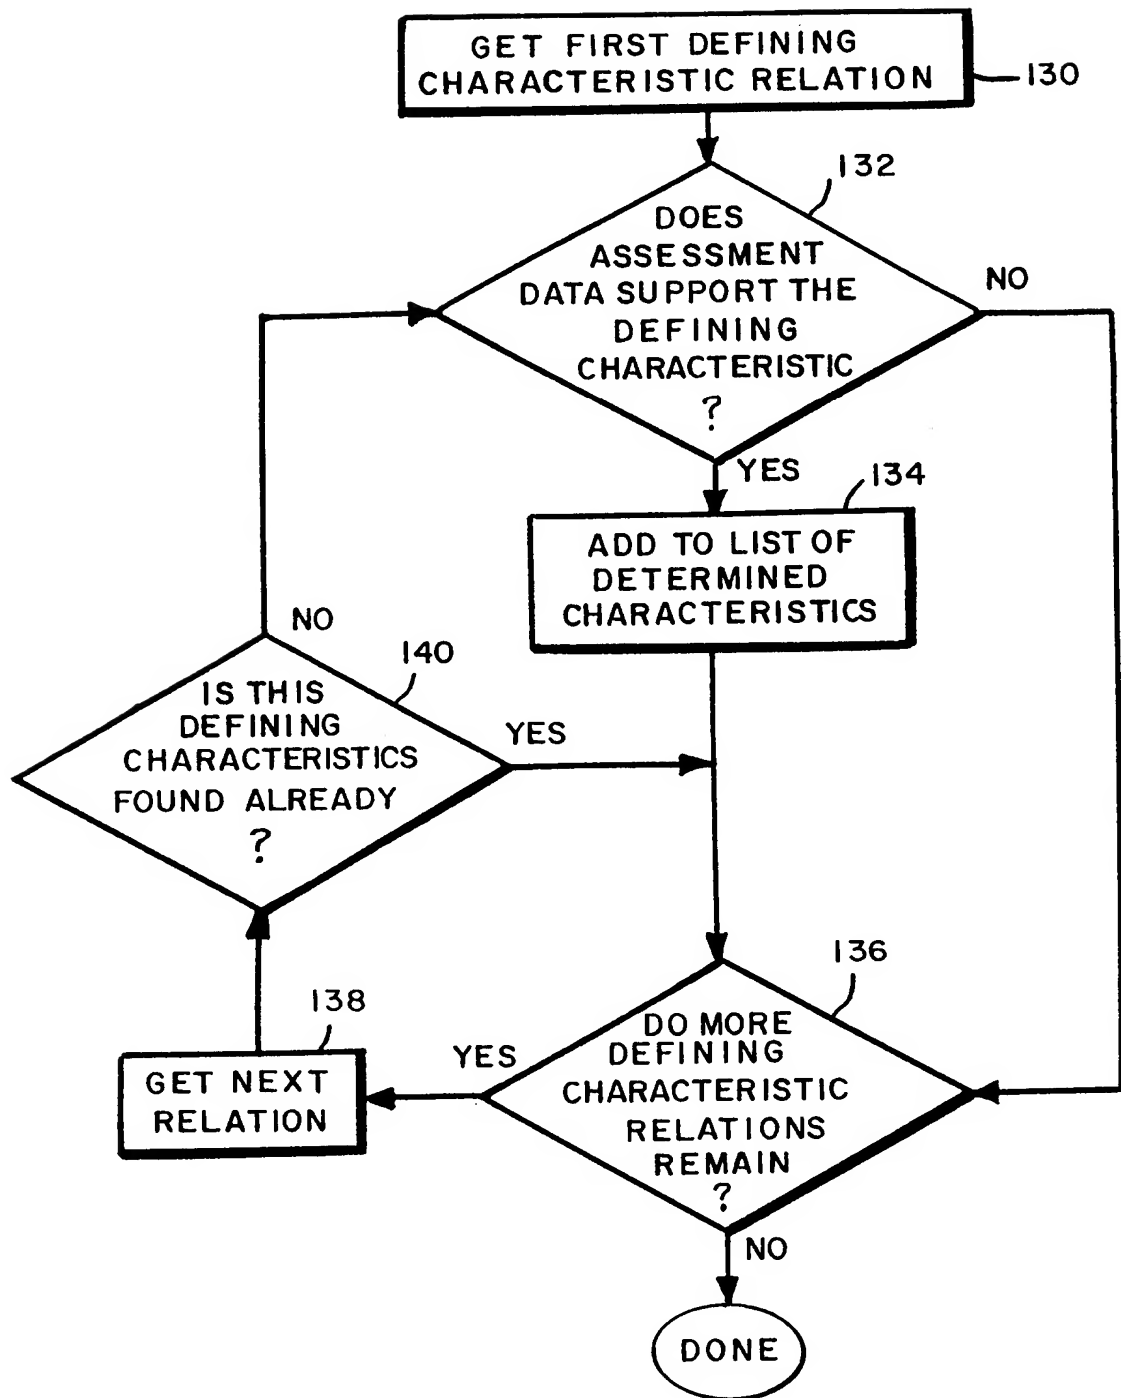 GET FIRST DEFINING
CHARACTERISTIC RELATION
130
132
DOES
ASSESSMENT
DATA SUPPORT THE
DEFINING
CHARACTERISTIC
?
NO
YES
134
ADD TO LIST OF
DETERMINED
CHARACTERISTICS
NO
140
IS THIS
DEFINING
CHARACTERISTICS
FOUND ALREADY
?
YES
136
DO MORE
DEFINING
CHARACTERISTIC
RELATIONS
REMAIN
?
YES
138
GET NEXT
RELATION
NO
DONE